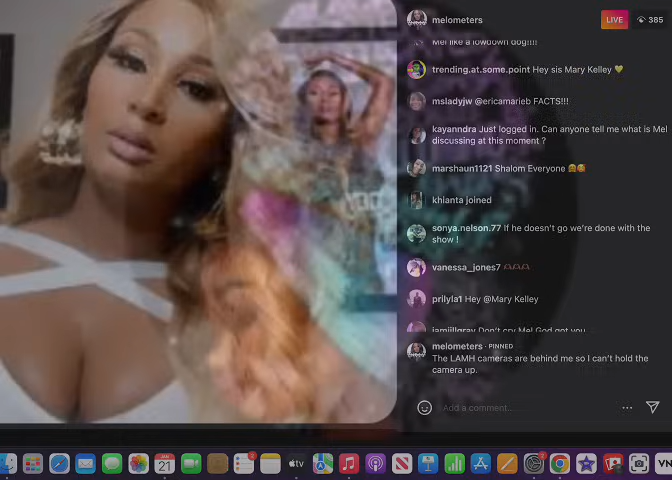 melometers
LIVE
385
Mel like a lowdown dog!!!!
trending.at.some.point Hey sis Mary Kelley
msladyjw @ericamarieb FACTS!!!
kayanndra Just logged in. Can anyone tell me what is Mel
discussing at this moment ?
marshaun1121 Shalom Everyone
khianta joined
sonya.nelson.77 If he doesn't go we're done with the
show !
vanessa_jones7
prilyla1 Hey @Mary Kelley
Don't cry Mel God got you
melometers · PINNED
The LAMH cameras are behind me so I can't hold the
camera up.
Add a comment...
JAN
21
tv
VN